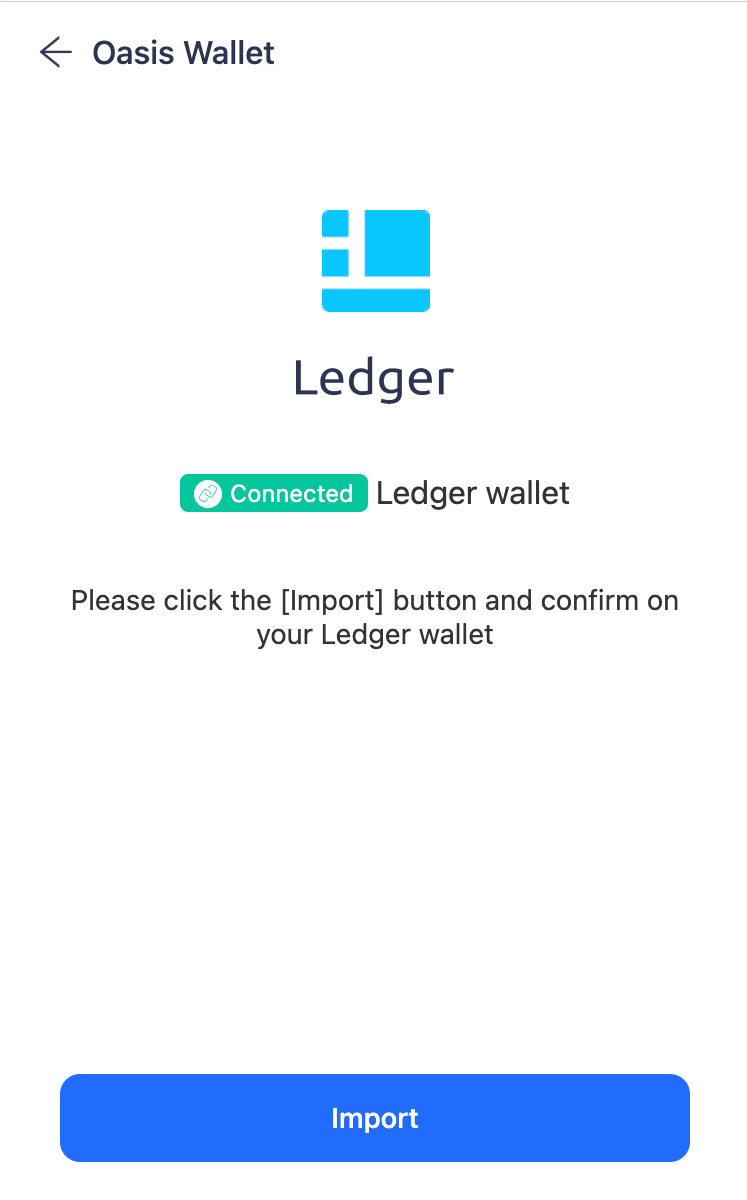 Oasis Wallet
Ledger
Connected Ledger wallet
Please click the [Import] button and confirm on
your Ledger wallet
Import